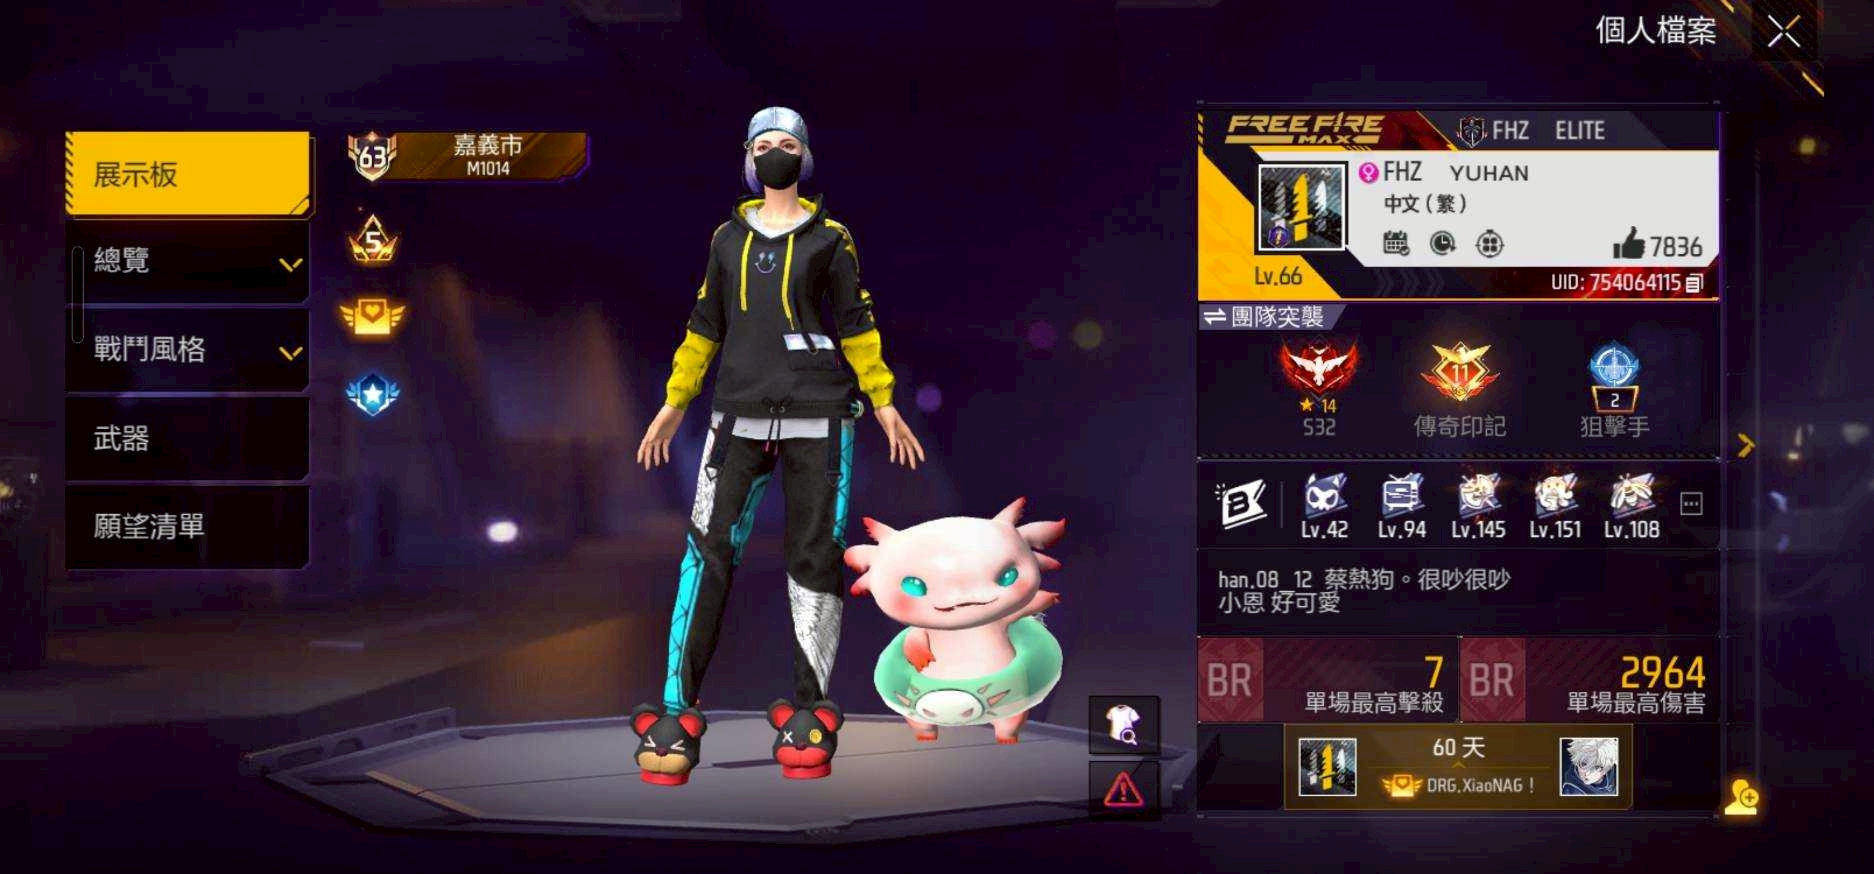 個人檔案
展示板
總覽
戰鬥風格
武器
願望清單
63
嘉義市
M1014
5
FREE FIRE
MAX
FHZ ELITE
FHZ YUHAN
中文(繁)
7836
Lv.66
UID: 754064115
團隊突襲
14
S32
11
傳奇印記
2
狙擊手
B
Lv.42
Lv.94
Lv.145
Lv.151
Lv.108
han.08_12 蔡熱狗。很吵很吵
小恩 好可愛
BR
7
單場最高擊殺
BR
2964
單場最高傷害
60 天
DRG.XiaoNAG！